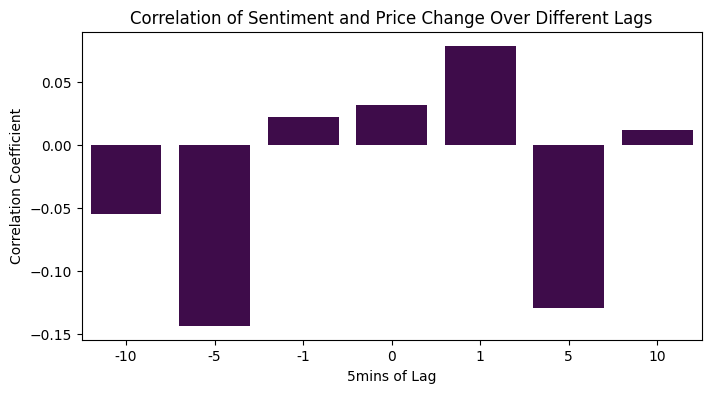 Correlation of Sentiment and Price Change Over Different Lags
Correlation Coefficient
0.05
0.00
−0.05
−0.10
−0.15
-10 -5 -1 0 1 5 10
5mins of Lag